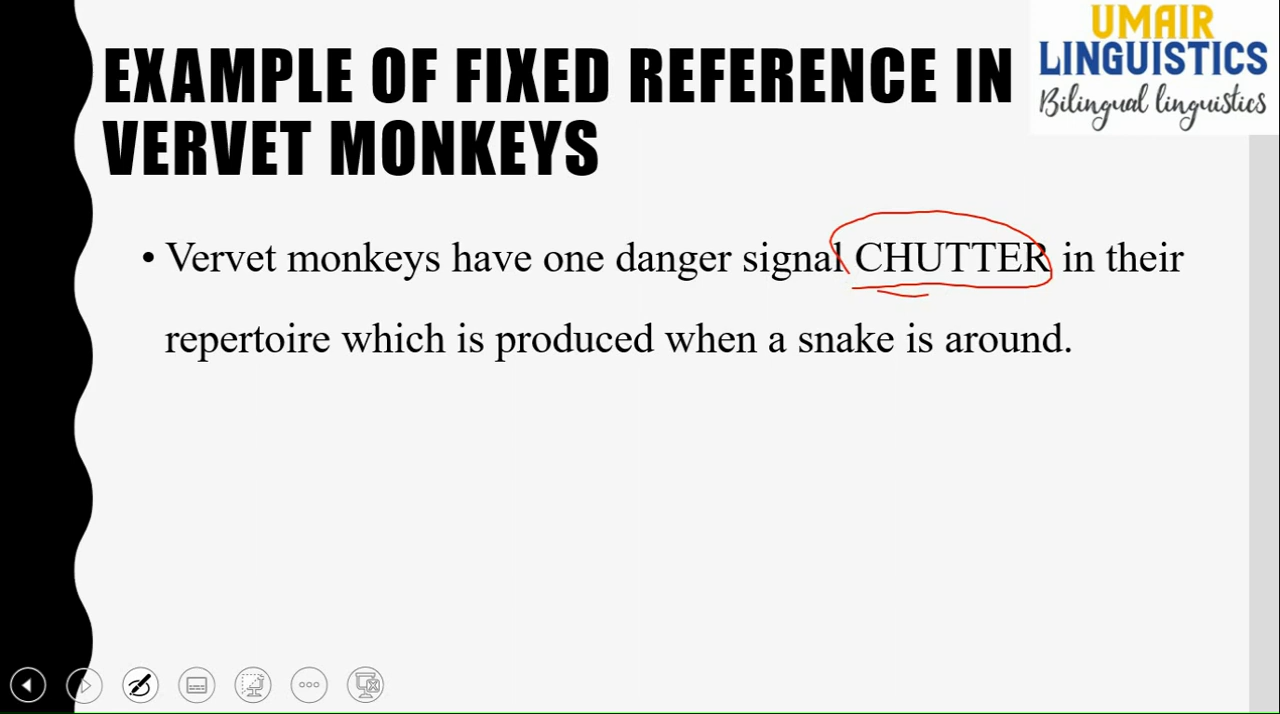 UMAIR
LINGUISTICS
Bilingual linguistics
EXAMPLE OF FIXED REFERENCE IN
VERVET MONKEYS
• Vervet monkeys have one danger signal CHUTTER in their
repertoire which is produced when a snake is around.